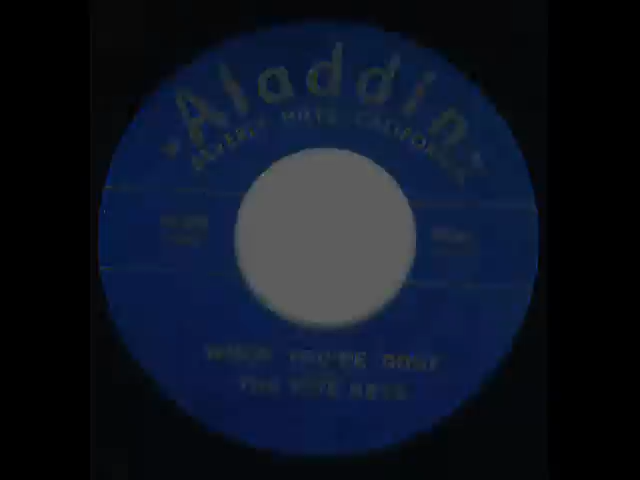 "Aladdin"
BEVERLY HILLS, CALIFORNIA
WHEN YOU'RE GONE
THE FIVE KEYS